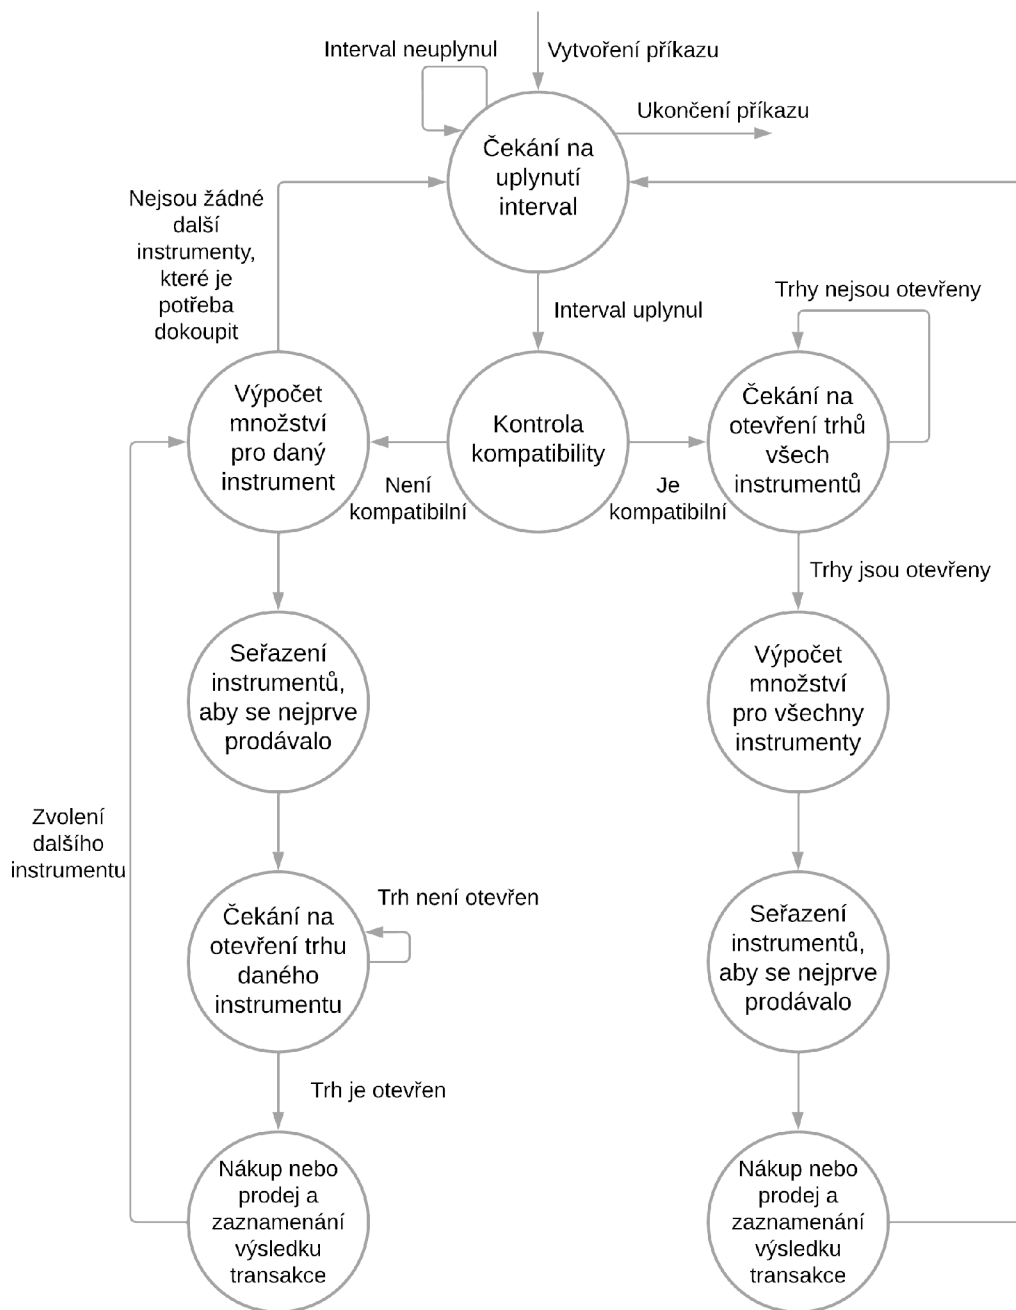 Interval neuplynul
Vytvoření příkazu
Ukončení příkazu
Čekání na
uplynutí
interval
Nejsou žádné
další
instrumenty,
které je
potřeba
dokoupit
Interval uplynul
Trhy nejsou otevřeny
Výpočet
množství
pro daný
instrument
Kontrola
kompatibility
Čekání na
otevření trhů
všech
instrumentů
Není
kompatibilní
Je
kompatibilní
Trhy jsou otevřeny
Seřazení
instrumentů,
aby se nejprve
prodávalo
Výpočet
množství
pro všechny
instrumenty
Zvolení
dalšího
instrumentu
Trh není otevřen
Čekání na
otevření trhu
daného
instrumentu
Seřazení
instrumentů,
aby se nejprve
prodávalo
Trh je otevřen
Nákup nebo
prodej a
zaznamenání
výsledku
transakce
Nákup nebo
prodej a
zaznamenání
výsledku
transakce